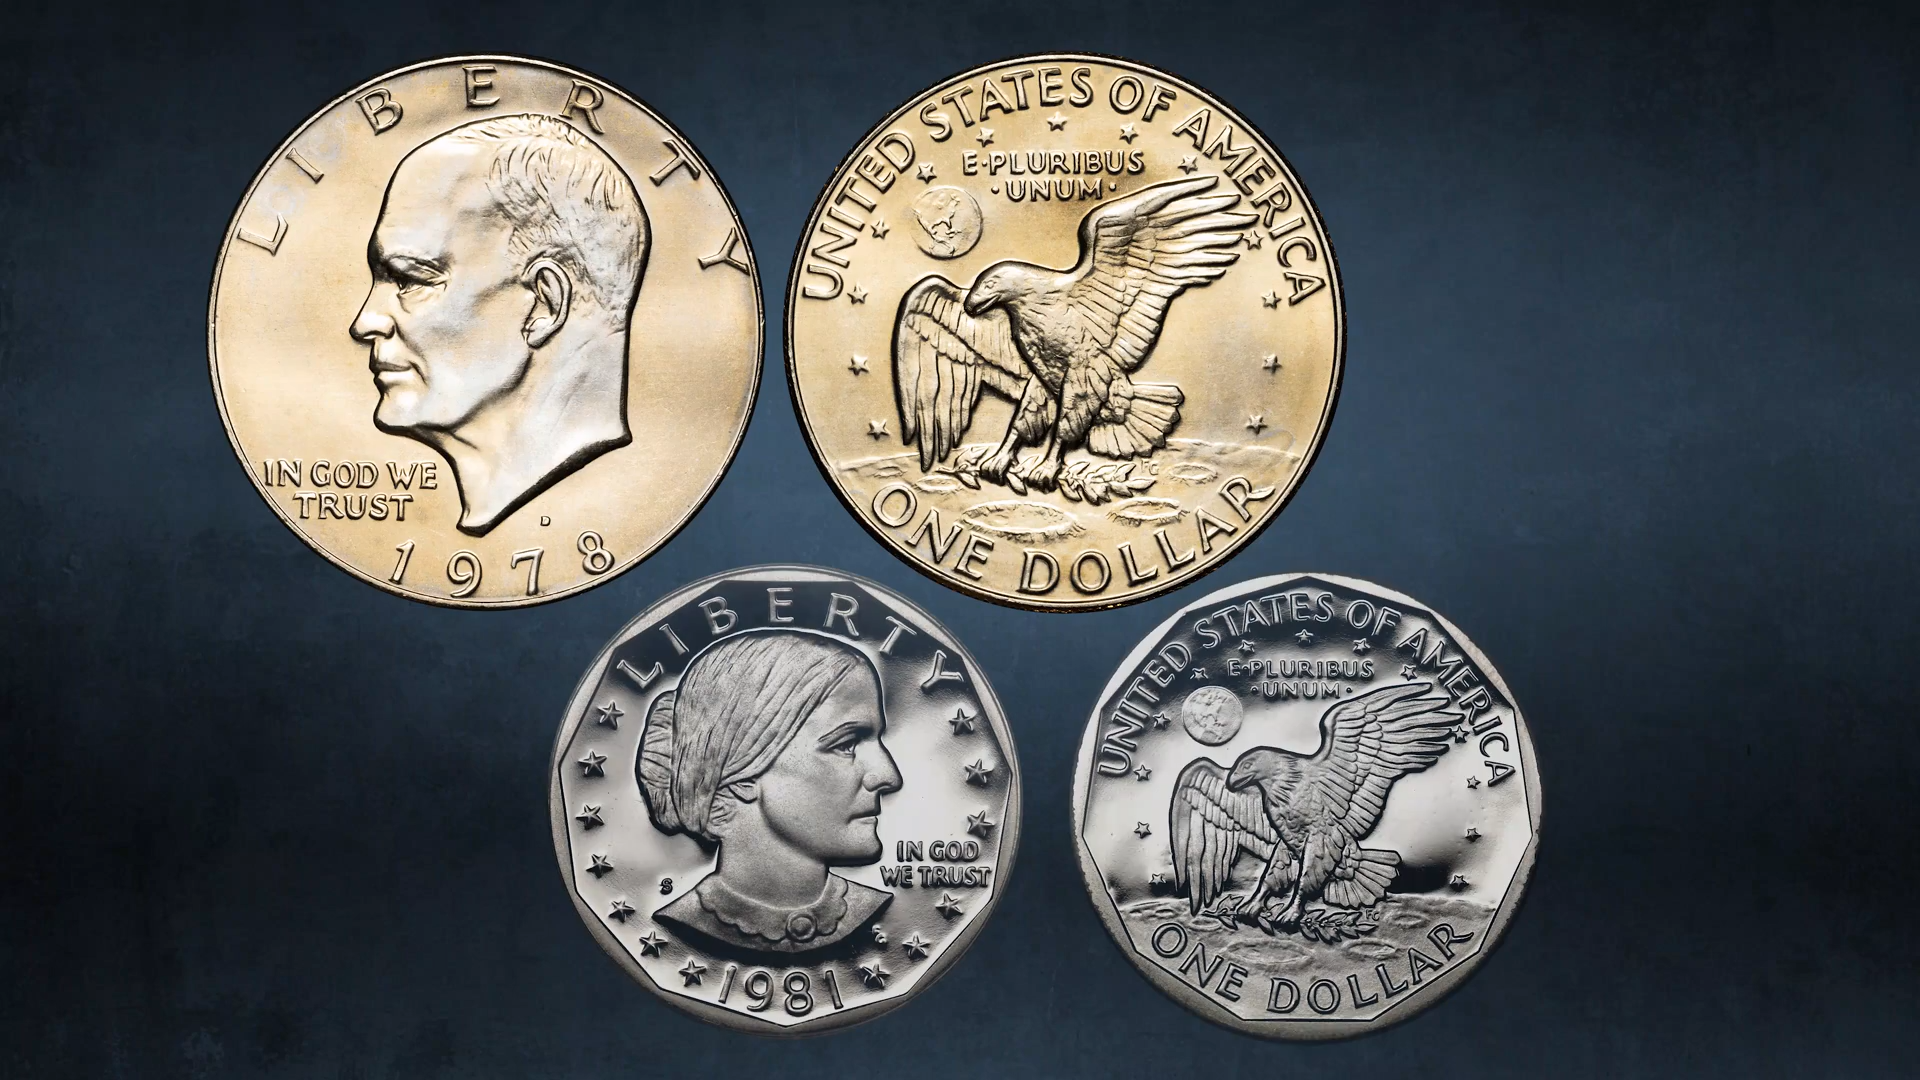 LIBERTY
IN GOD WE
TRUST
D
1978
UNITED STATES OF AMERICA
E·PLURIBUS
·UNUM·
FG
ONE DOLLAR
LIBERTY
S
IN GOD
WE TRUST
1981
UNITED STATES OF AMERICA
E·PLURIBUS
·UNUM·
FG
ONE DOLLAR